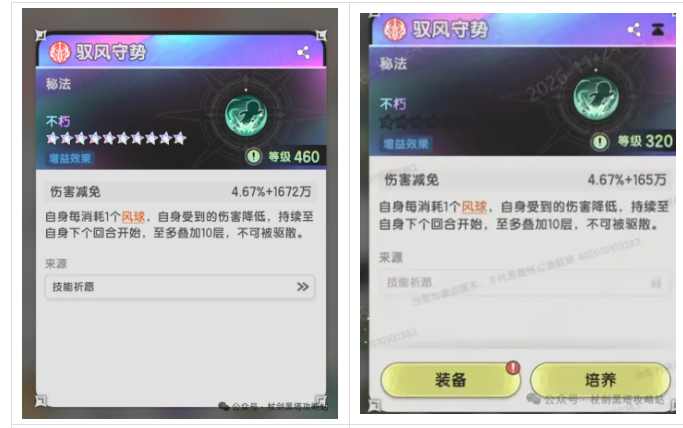 驭风守势
秘法
不朽
增益效果
等级 460
伤害减免 4.67%+1672万
自身每消耗1个风球，自身受到的伤害降低，持续至
自身下个回合开始，至多叠加10层，不可被驱散。
来源
技能祈愿
公众号·杖剑黑塔攻略站
驭风守势
秘法
不朽
增益效果
等级 320
伤害减免 4.67%+165万
自身每消耗1个风球，自身受到的伤害降低，持续至
自身下个回合开始，至多叠加10层，不可被驱散。
来源
技能祈愿
装备
培养
公众号·杖剑黑塔攻略站